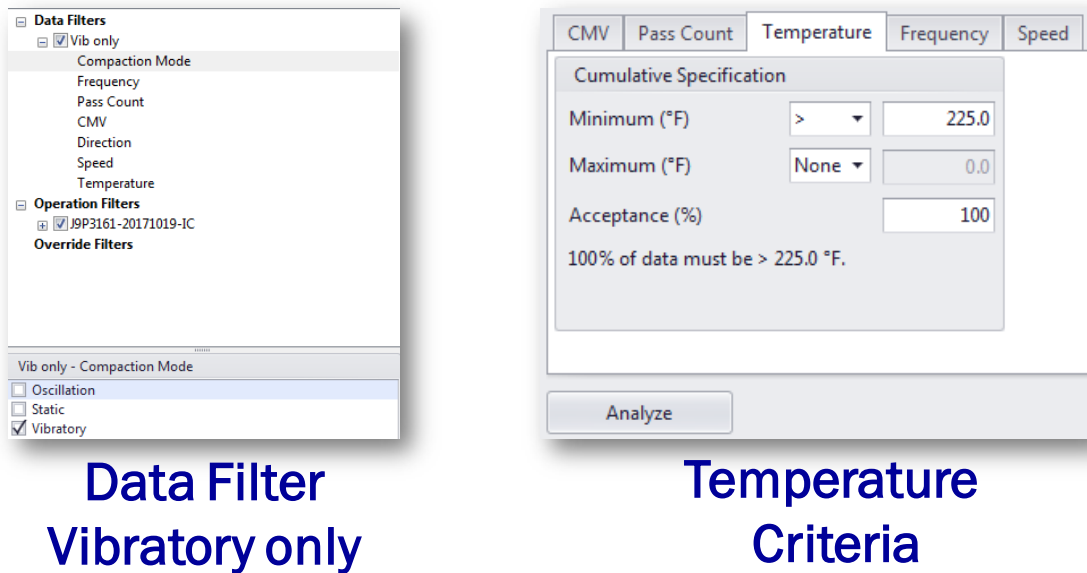 Data Filters
Vib only
Compaction Mode
Frequency
Pass Count
CMV
Direction
Speed
Temperature
Operation Filters
J9P3161-20171019-IC
Override Filters
Vib only - Compaction Mode
Oscillation
Static
Vibratory
Data Filter
Vibratory only
CMV Pass Count Temperature Frequency Speed
Cumulative Specification
Minimum (°F) > 225.0
Maximum (°F) None 0.0
Acceptance (%) 100
100% of data must be > 225.0 °F.
Analyze
Temperature
Criteria